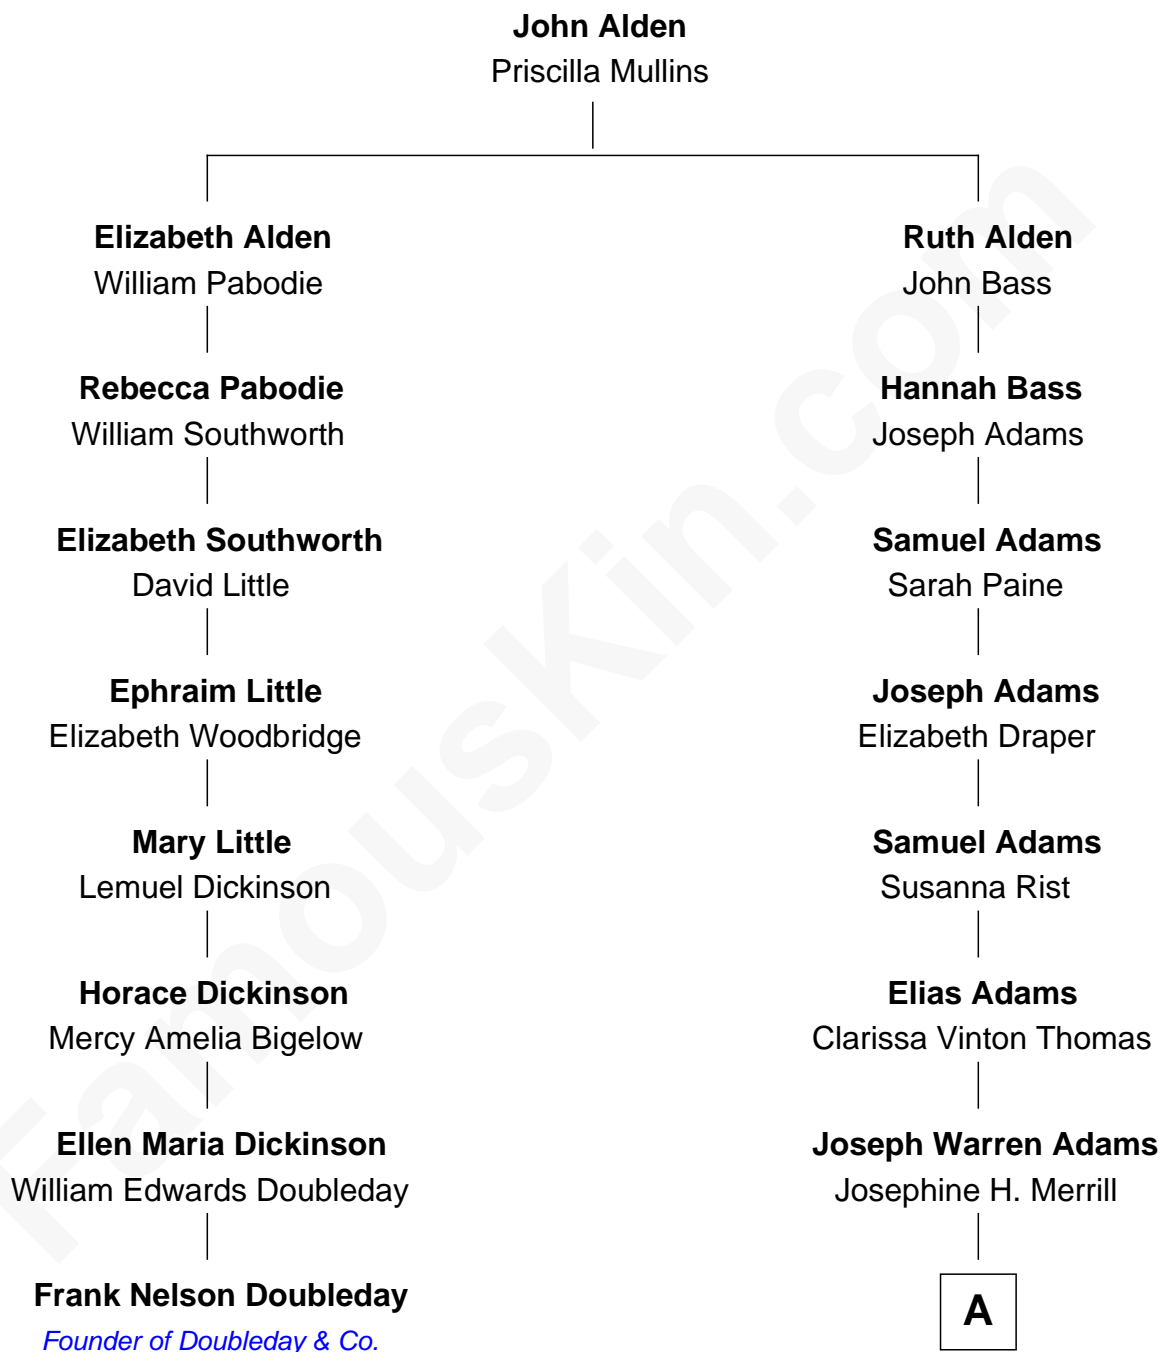 John Alden
Priscilla Mullins
Elizabeth Alden
William Pabodie
Rebecca Pabodie
William Southworth
Elizabeth Southworth
David Little
Ephraim Little
Elizabeth Woodbridge
Mary Little
Lemuel Dickinson
Horace Dickinson
Mercy Amelia Bigelow
Ellen Maria Dickinson
William Edwards Doubleday
Frank Nelson Doubleday
Founder of Doubleday & Co.
Ruth Alden
John Bass
Hannah Bass
Joseph Adams
Samuel Adams
Sarah Paine
Joseph Adams
Elizabeth Draper
Samuel Adams
Susanna Rist
Elias Adams
Clarissa Vinton Thomas
Joseph Warren Adams
Josephine H. Merrill
A
FamousKin.com